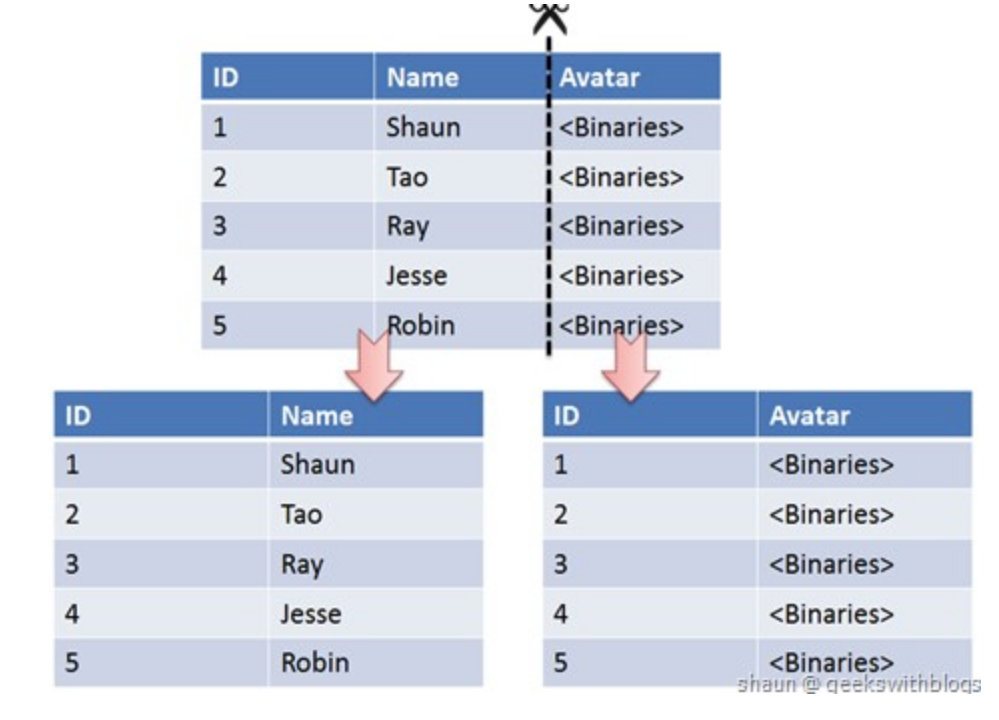 ID Name Avatar
1 Shaun <Binaries>
2 Tao <Binaries>
3 Ray <Binaries>
4 Jesse <Binaries>
5 Robin <Binaries>
ID Name
1 Shaun
2 Tao
3 Ray
4 Jesse
5 Robin
ID Avatar
1 <Binaries>
2 <Binaries>
3 <Binaries>
4 <Binaries>
5 <Binaries>
shaun @ geekswithblogs